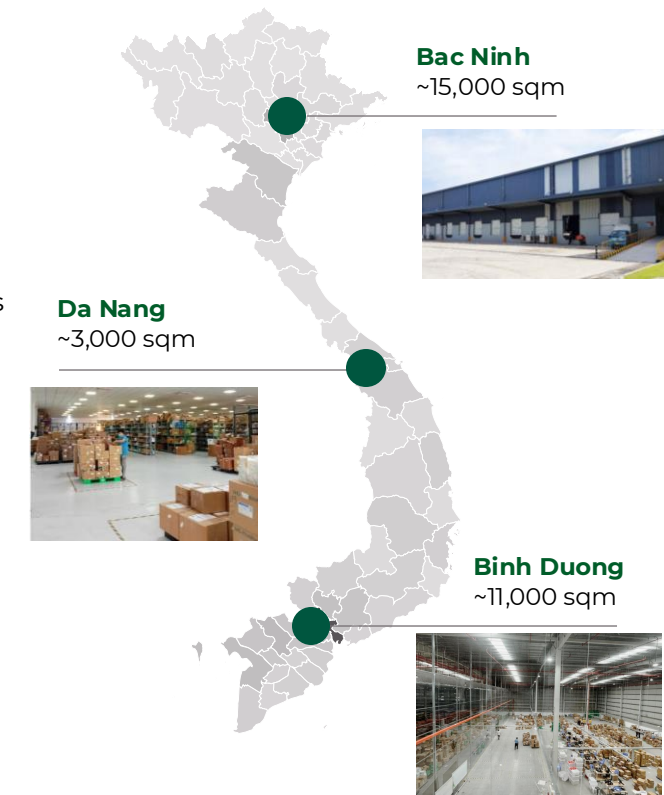 Bac Ninh
~15,000 sqm
s
Da Nang
~3,000 sqm
Binh Duong
~11,000 sqm